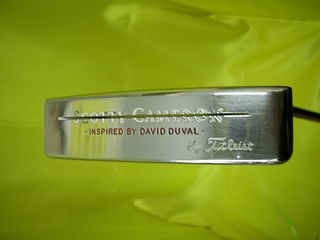 SCOTTY CAMERON
· INSPIRED BY DAVID DUVAL ·
By Titleist